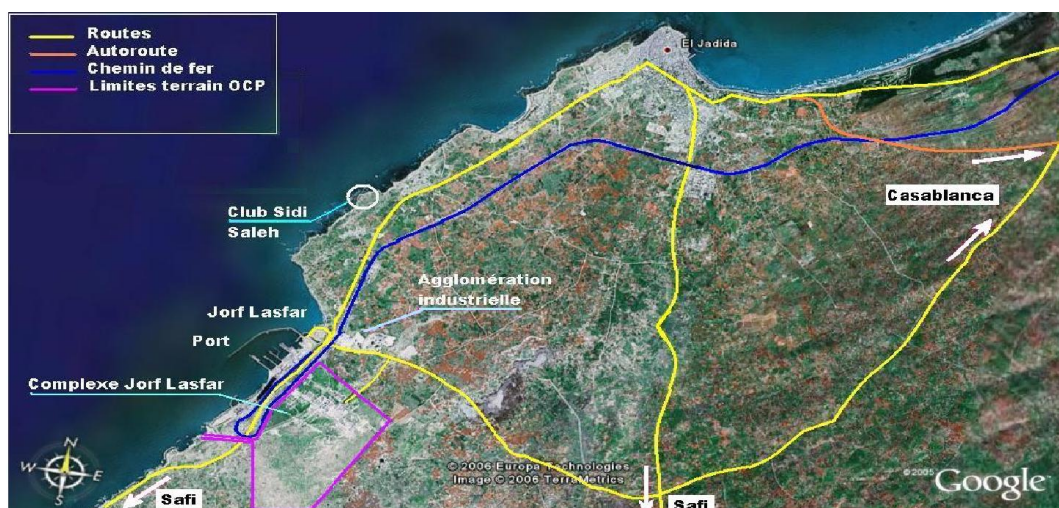 Routes
Autoroute
Chemin de fer
Limites terrain OCP
El Jadida
Casablanca
Club Sidi
Saleh
Agglomération
industrielle
Jorf Lasfar
Port
Complexe Jorf Lasfar
N
W E
S
Safi
© 2006 Europa Technologies
Image © 2006 TerraMetrics
Safi
©2005 Google